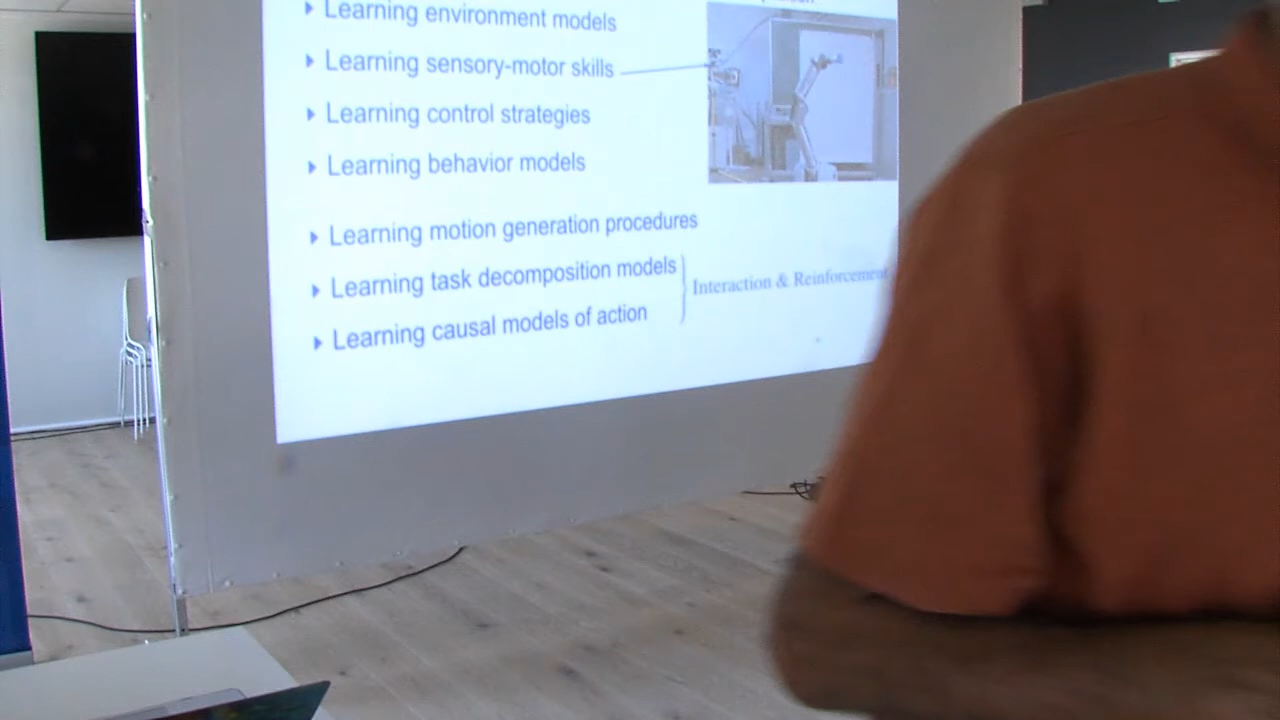 Learning environment models
Learning sensory-motor skills
Learning control strategies
Learning behavior models
Learning motion generation procedures
Learning task decomposition models
Interaction & Reinforcement
Learning causal models of action